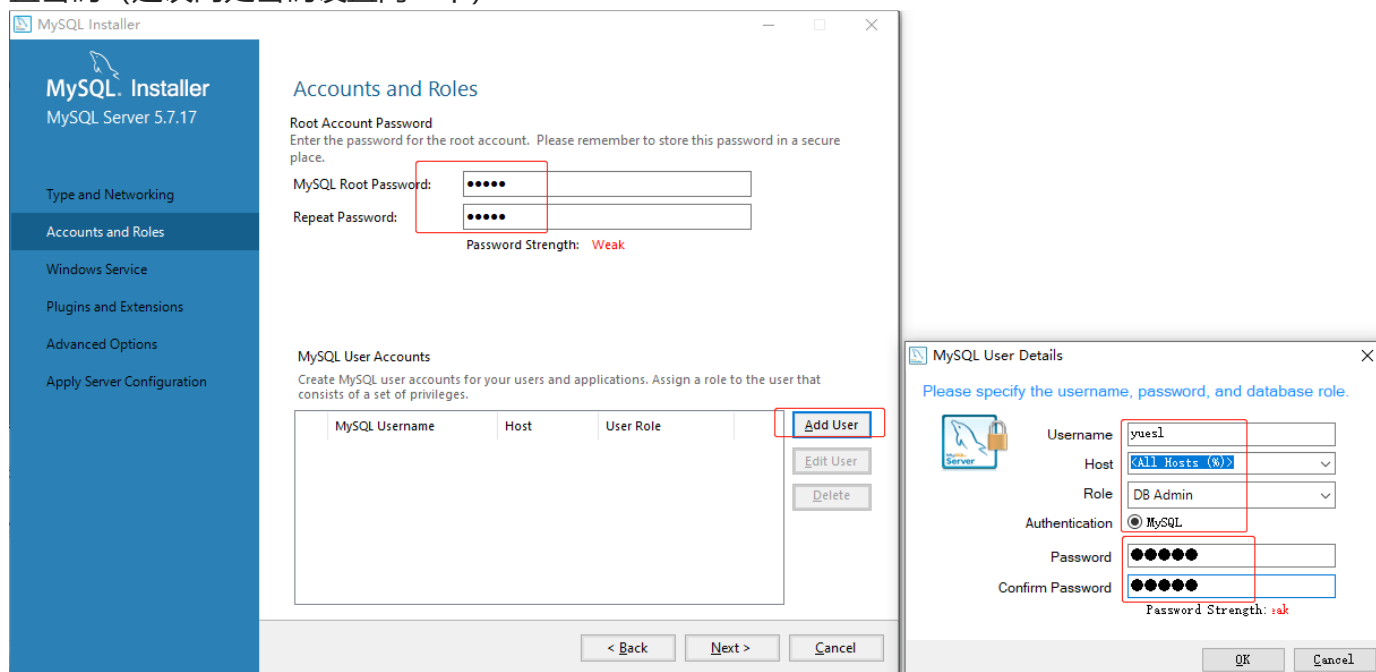 MySQL Installer
MySQL. Installer
MySQL Server 5.7.17
Type and Networking
Accounts and Roles
Windows Service
Plugins and Extensions
Advanced Options
Apply Server Configuration
Accounts and Roles
Root Account Password
Enter the password for the root account. Please remember to store this password in a secure
place.
MySQL Root Password: ●●●●●
Repeat Password: ●●●●●
Password Strength: Weak
MySQL User Accounts
Create MySQL user accounts for your users and applications. Assign a role to the user that
consists of a set of privileges.
MySQL Username Host User Role
Add User
Edit User
Delete
< Back Next > Cancel
MySQL User Details
Please specify the username, password, and database role.
MySQL
Server
Username yuesl
Host <All Hosts (%)>
Role DB Admin
Authentication MySQL
Password ●●●●●
Confirm Password ●●●●●
Password Strength: eak
OK Cancel